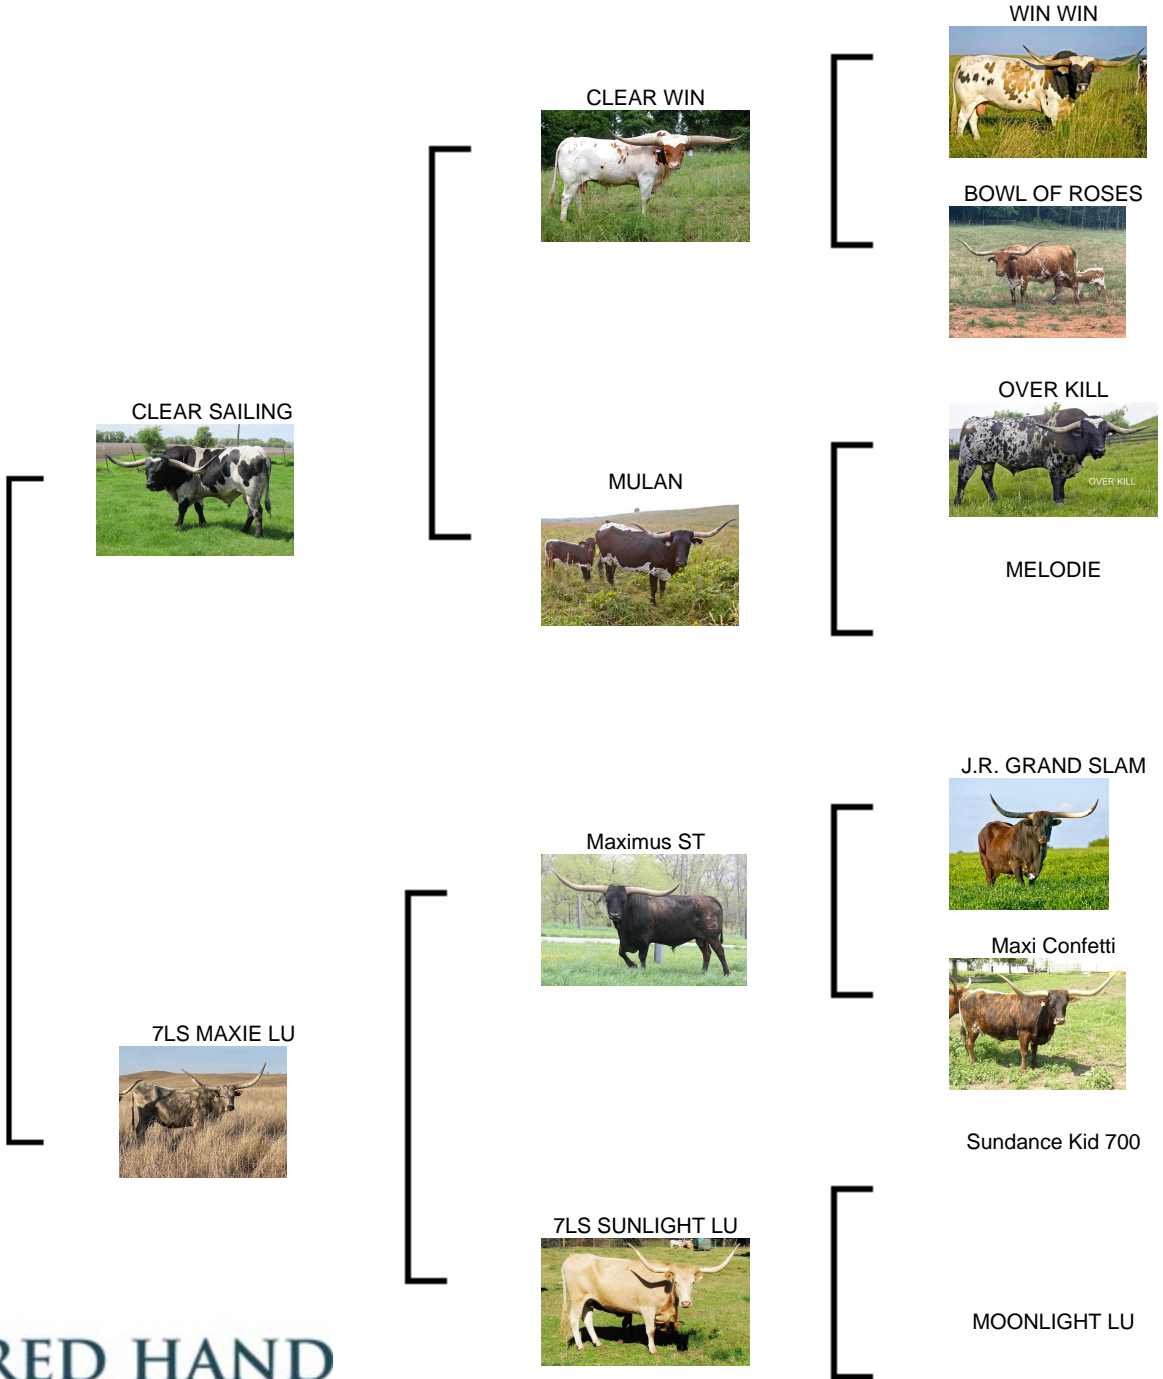 WIN WIN
CLEAR WIN
BOWL OF ROSES
OVER KILL
CLEAR SAILING
OVER KILL
MULAN
MELODIE
J.R. GRAND SLAM
Maximus ST
Maxi Confetti
7LS MAXIE LU
Sundance Kid 700
7LS SUNLIGHT LU
MOONLIGHT LU
RED HAND